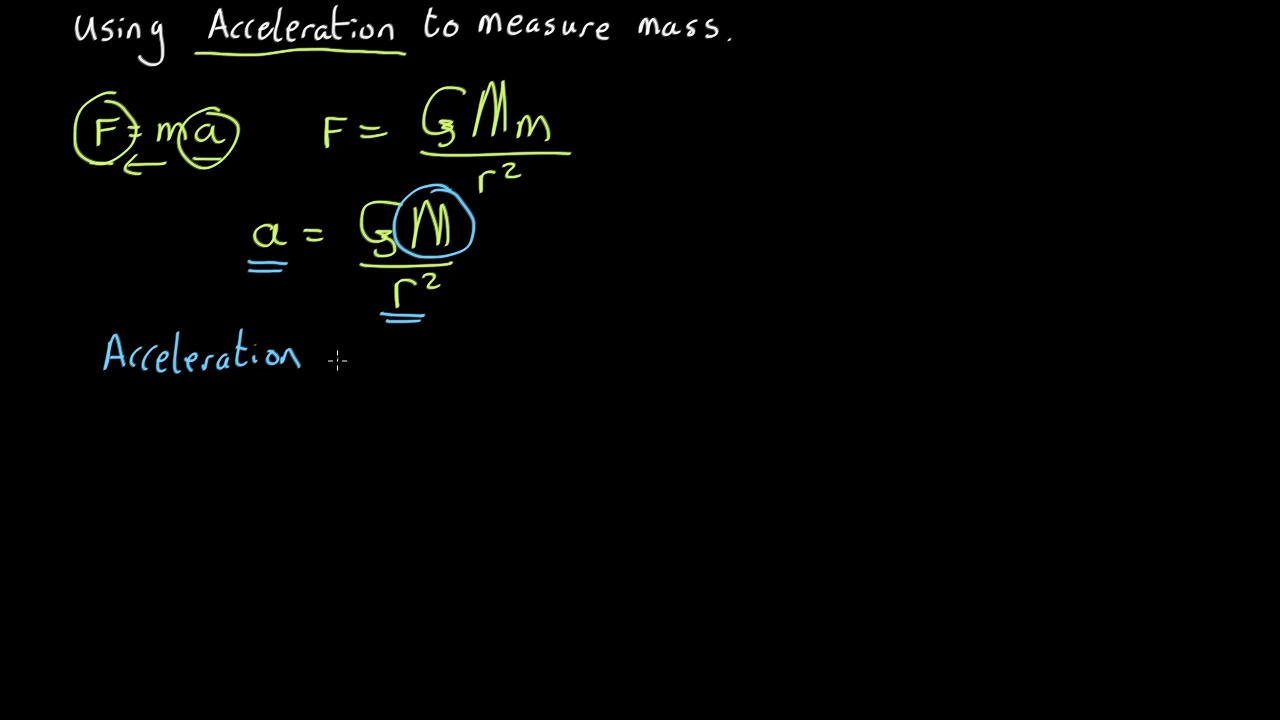 Using Acceleration to measure mass.
F = ma F = GMm
r²
a = GM
r²
Acceleration